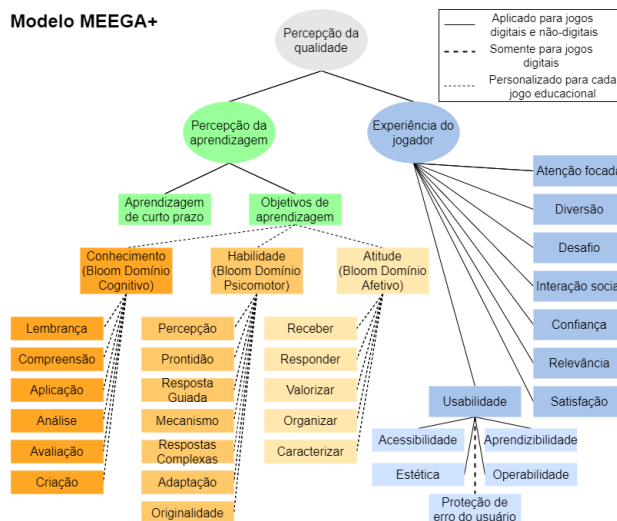 Modelo MEEGA+
Percepção da
qualidade
Aplicado para jogos
digitais e não-digitais
Somente para jogos
digitais
Personalizado para cada
jogo educacional
Percepção da
aprendizagem
Experiência do
jogador
Aprendizagem
de curto prazo
Objetivos de
aprendizagem
Conhecimento
(Bloom Domínio
Cognitivo)
Habilidade
(Bloom Domínio
Psicomotor)
Atitude
(Bloom Domínio
Afetivo)
Lembrança
Compreensão
Aplicação
Análise
Avaliação
Criação
Percepção
Prontidão
Resposta
Guiada
Mecanismo
Respostas
Complexas
Adaptação
Originalidade
Receber
Responder
Valorizar
Organizar
Caracterizar
Atenção focada
Diversão
Desafio
Interação social
Confiança
Relevância
Satisfação
Usabilidade
Acessibilidade
Aprendizibilidade
Estética
Operabilidade
Proteção de
erro do usuário